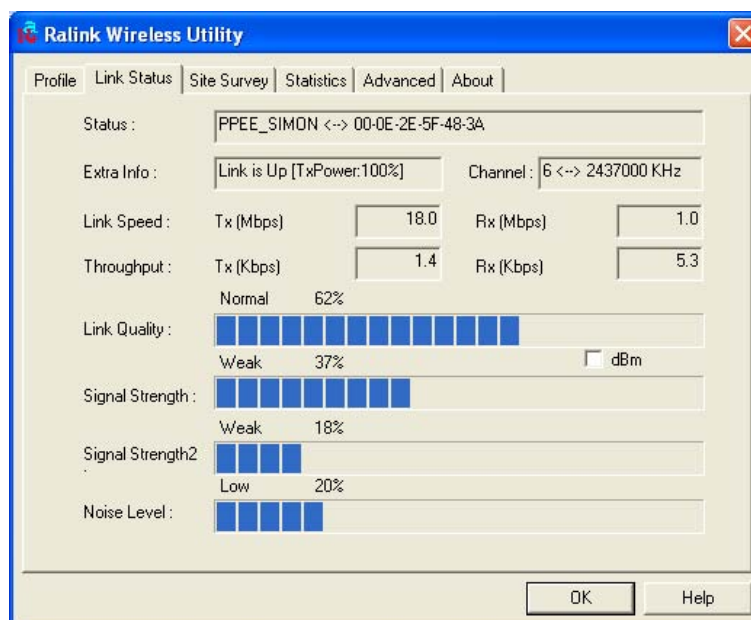 Ralink Wireless Utility
Profile Link Status Site Survey Statistics Advanced About
Status : PPEE_SIMON <--> 00-0E-2E-5F-48-3A
Extra Info : Link is Up [TxPower:100%] Channel : 6 <--> 2437000 KHz
Link Speed : Tx (Mbps) 18.0 Rx (Mbps) 1.0
Throughput : Tx (Kbps) 1.4 Rx (Kbps) 5.3
Normal 62%
Link Quality :
Weak 37% dBm
Signal Strength :
Weak 18%
Signal Strength2
:
Low 20%
Noise Level :
OK Help